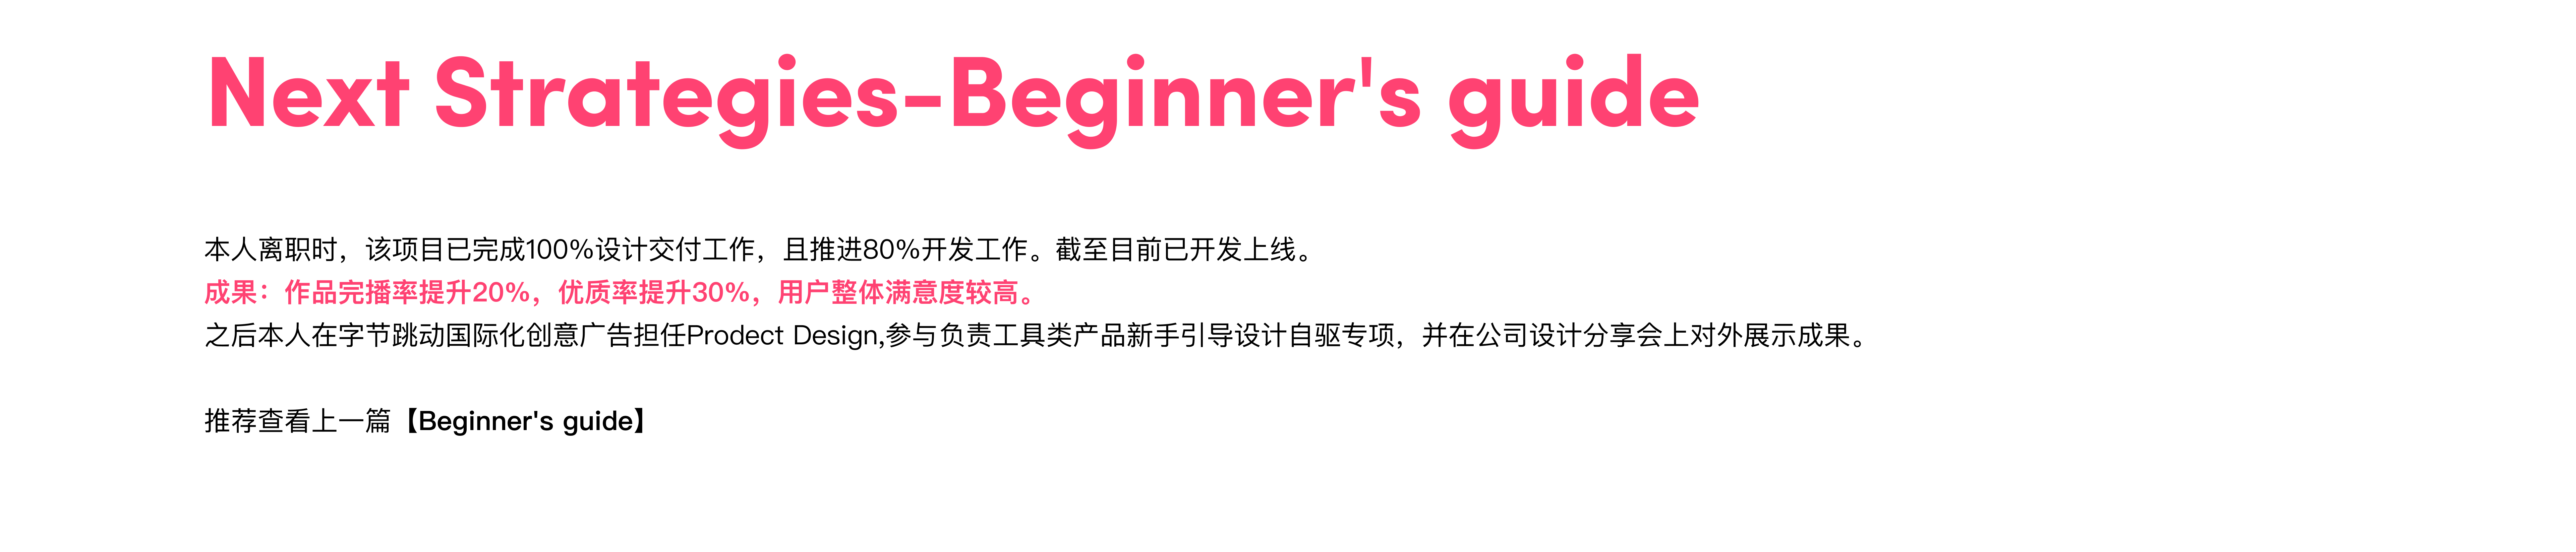 Next Strategies-Beginner's guide
本人离职时，该项目已完成100%设计交付工作，且推进80%开发工作。截至目前已开发上线。
成果：作品完播率提升20%，优质率提升30%，用户整体满意度较高。
之后本人在字节跳动国际化创意广告担任Prodect Design,参与负责工具类产品新手引导设计自驱专项，并在公司设计分享会上对外展示成果。
推荐查看上一篇【Beginner's guide】